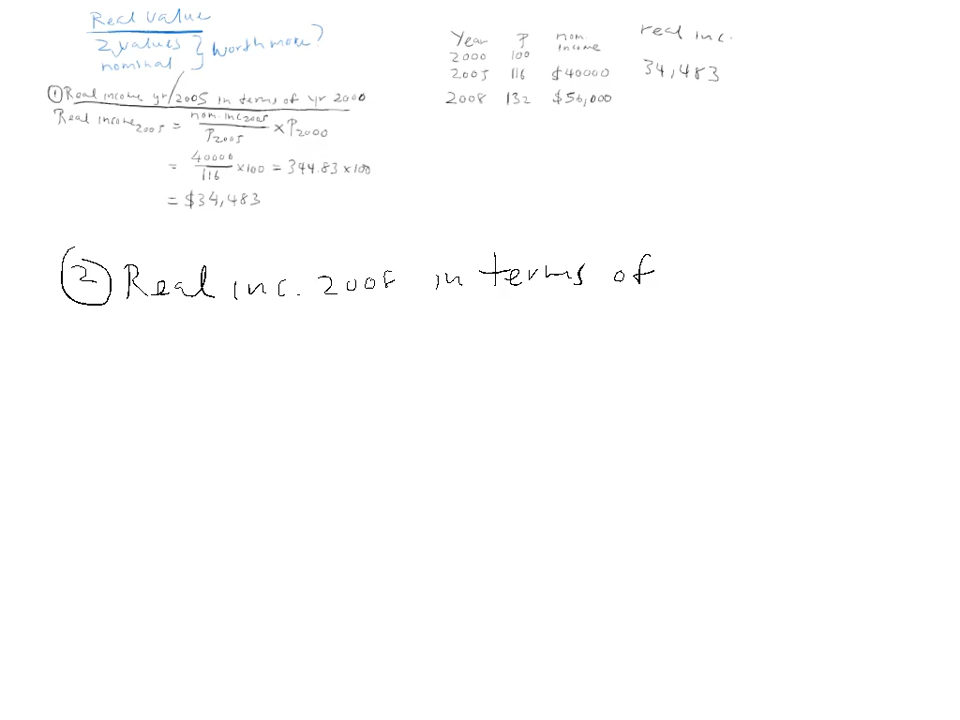 Real value
2 values } worth more?
nominal
① Real income yr/2005 in terms of yr 2000
Real income2005 = nom. inc2005 / P2005 × P2000
= 40000 / 116 × 100 = 344.83 × 100
= $34,483
Year P nom. income real inc.
2000 100
2005 116 $40000 34,483
2008 132 $50,000
② Real inc. 2008 in terms of